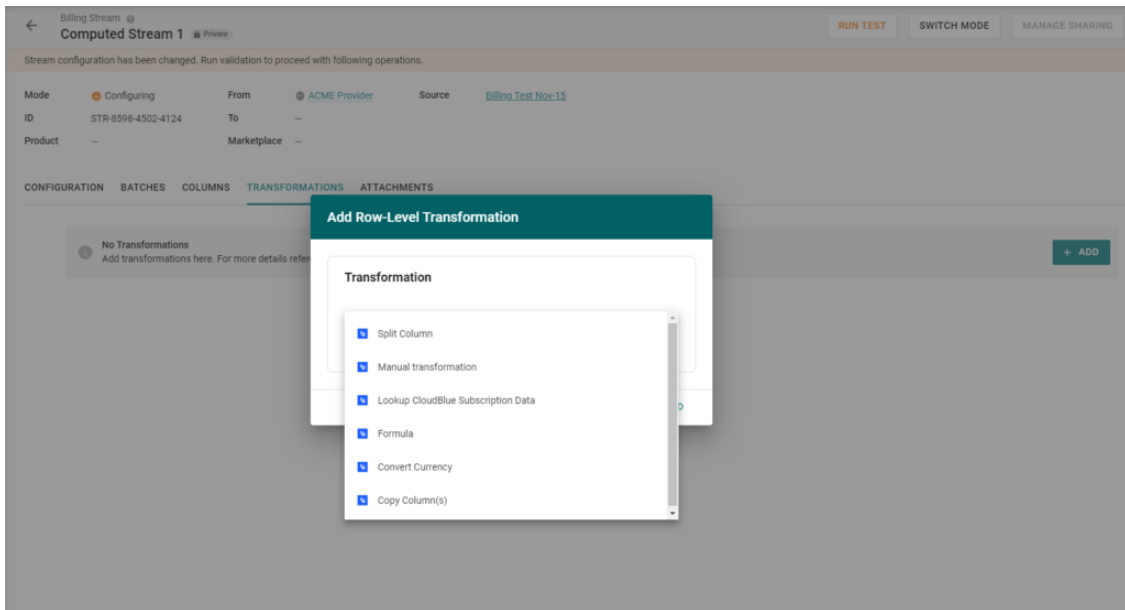 Billing Stream
Computed Stream 1 Private
RUN TEST SWITCH MODE MANAGE SHARING
Stream configuration has been changed. Run validation to proceed with following operations.
Mode Configuring From ACME Provider Source Billing Test Nov-15
ID STR-8598-4502-4124 To —
Product — Marketplace —
CONFIGURATION BATCHES COLUMNS TRANSFORMATIONS ATTACHMENTS
Add Row-Level Transformation
No Transformations
Add transformations here. For more details
+ ADD
Transformation
Split Column
Manual transformation
Lookup CloudBlue Subscription Data
Formula
Convert Currency
Copy Column(s)